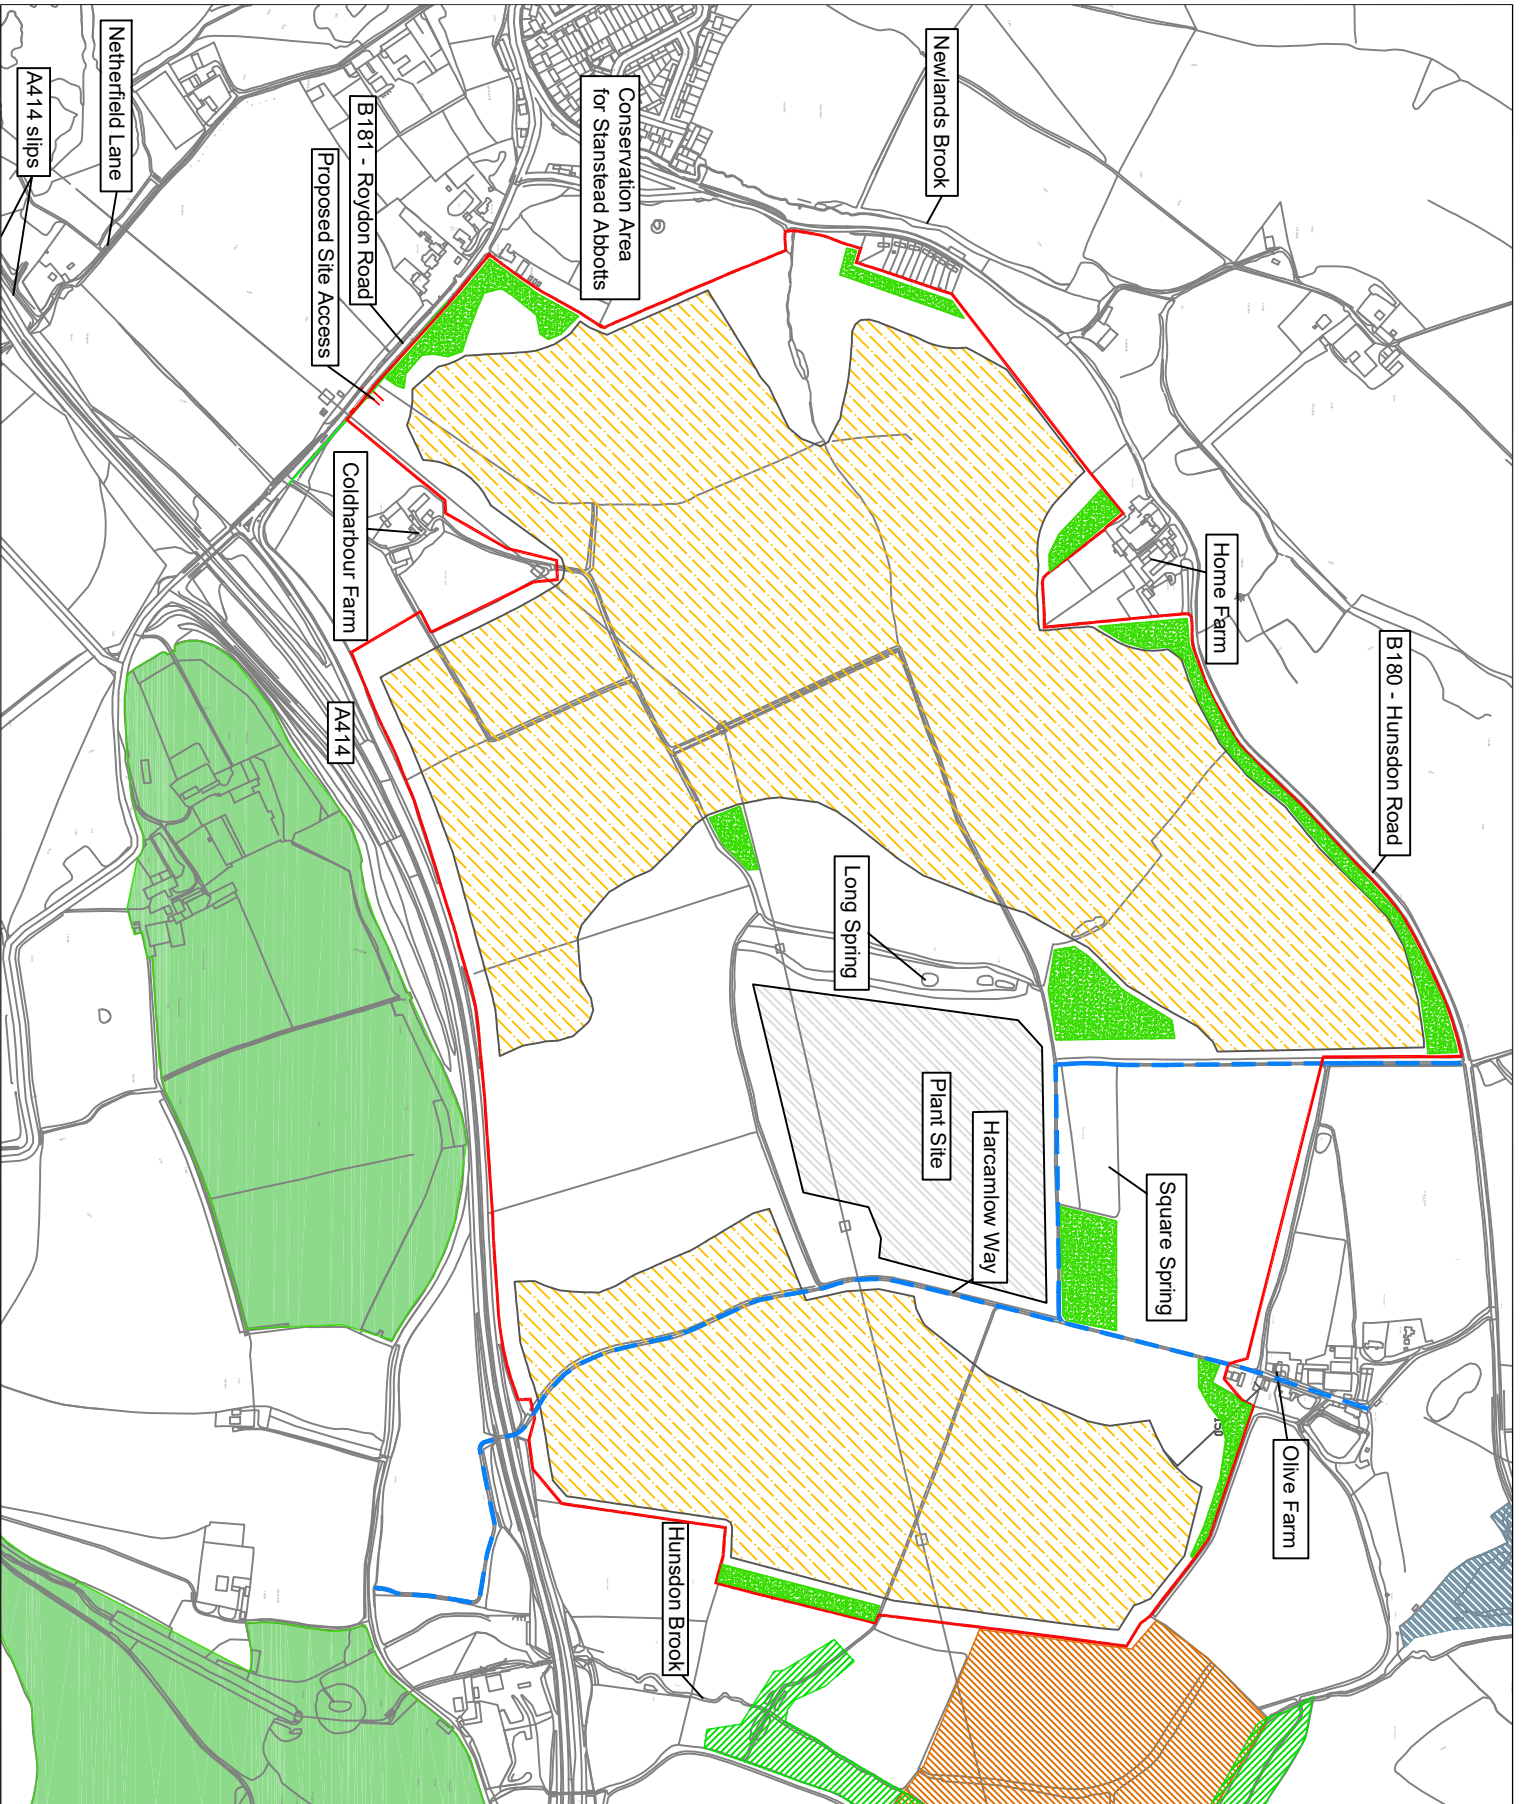 A414 slips
Netherfield Lane
B181 - Roydon Road
Proposed Site Access
Conservation Area
for Stanstead Abbotts
Newlands Brook
Coldharbour Farm
A414
Home Farm
B180 - Hunsdon Road
Long Spring
Plant Site
Harcamlow Way
Square Spring
Olive Farm
Hunsdon Brook